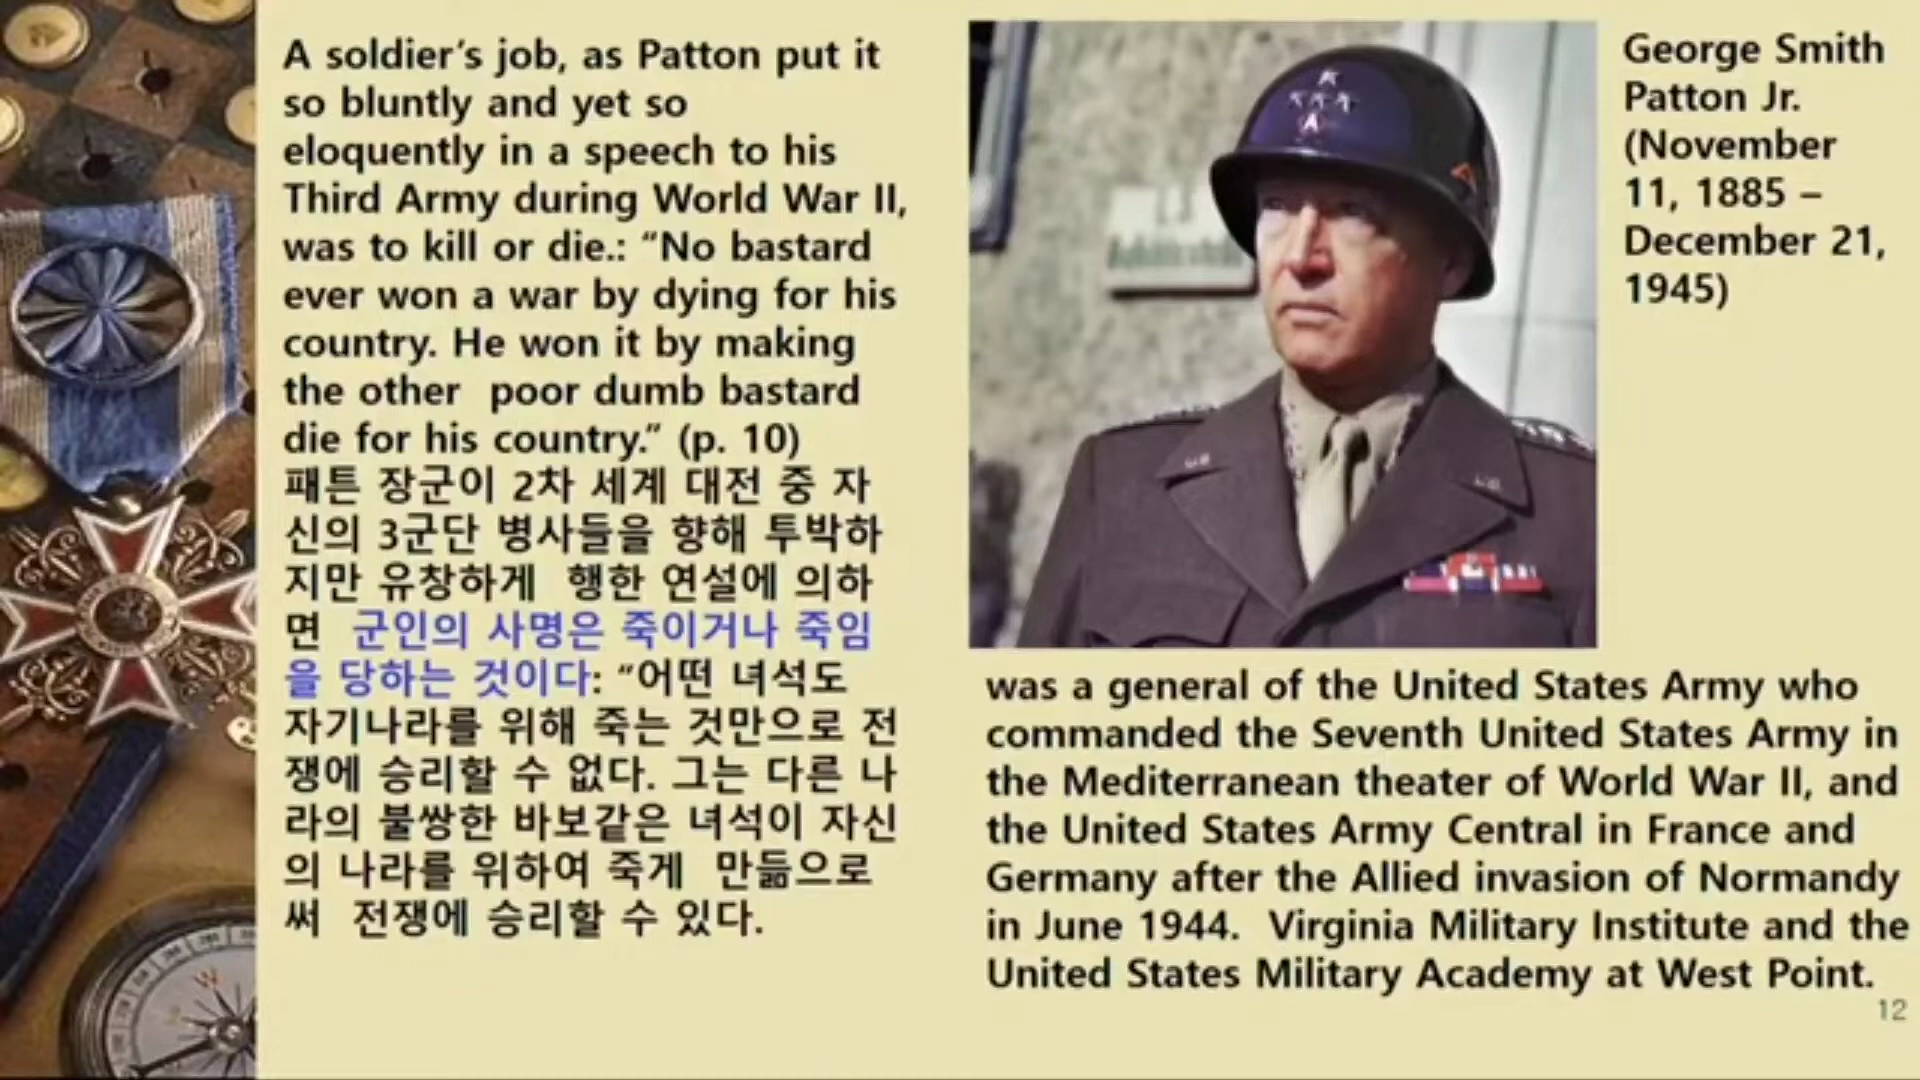 A soldier's job, as Patton put it
so bluntly and yet so
eloquently in a speech to his
Third Army during World War II,
was to kill or die.: “No bastard
ever won a war by dying for his
country. He won it by making
the other  poor dumb bastard
die for his country.” (p. 10)
패튼 장군이 2차 세계 대전 중 자
신의 3군단 병사들을 향해 투박하
지만 유창하게  행한 연설에 의하
면  군인의 사명은 죽이거나 죽임
을 당하는 것이다: “어떤 녀석도
자기나라를 위해 죽는 것만으로 전
쟁에 승리할 수 없다. 그는 다른 나
라의 불쌍한 바보같은 녀석이 자신
의 나라를 위하여 죽게  만듦으로
써  전쟁에 승리할 수 있다.
George Smith
Patton Jr.
(November
11, 1885 –
December 21,
1945)
was a general of the United States Army who
commanded the Seventh United States Army in
the Mediterranean theater of World War II, and
the United States Army Central in France and
Germany after the Allied invasion of Normandy
in June 1944.  Virginia Military Institute and the
United States Military Academy at West Point.
12